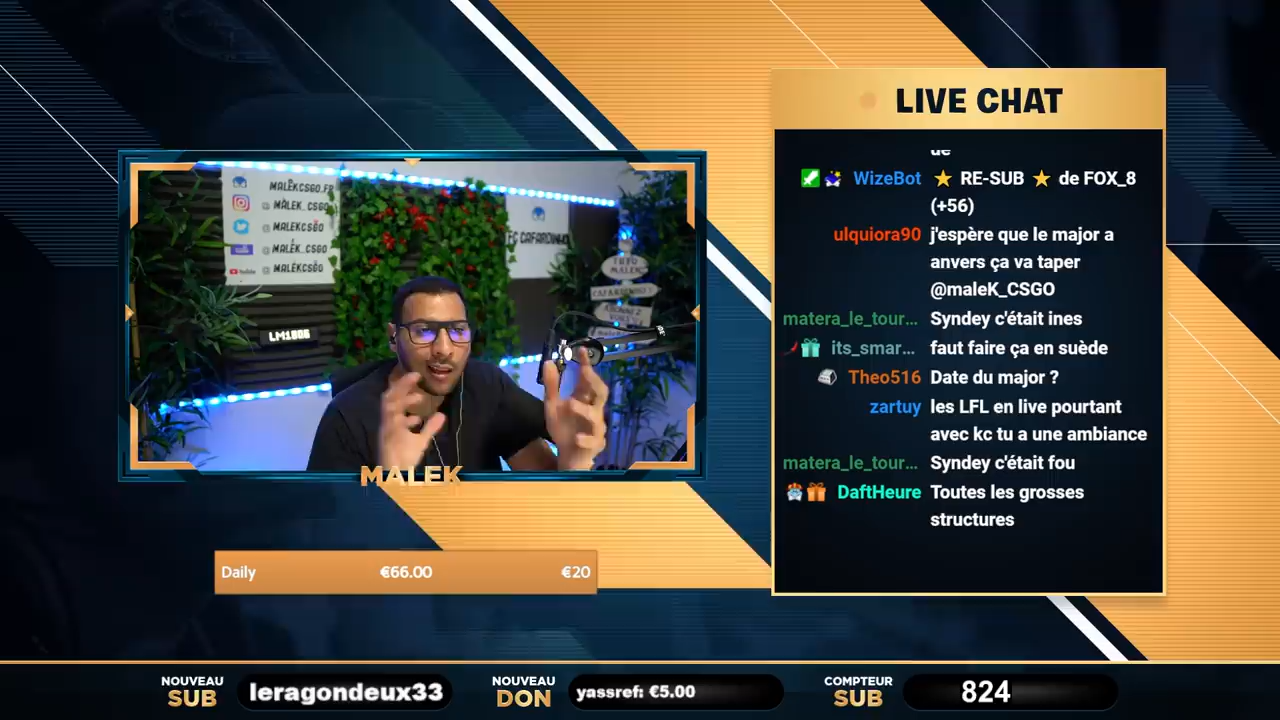 LIVE CHAT
WizeBot ⭐ RE-SUB ⭐ de FOX_8
(+56)
ulquiora90 j'espère que le major a
anvers ça va taper
@maleK_CSGO
matera_le_tour... Syndey c'était ines
its_smar... faut faire ça en suède
Theo516 Date du major ?
zartuy les LFL en live pourtant
avec kc tu a une ambiance
matera_le_tour... Syndey c'était fou
DaftHeure Toutes les grosses
structures
MALEKCSGO.FR
@MALEK_CSGO
@MALEKCSGO
@MALEK_CSGO
YouTube @MALEKCSGO
LM1806
MALEK
Daily €66.00 €20
NOUVEAU
SUB
leragondeux33
NOUVEAU
DON
yassref: €5.00
COMPTEUR
SUB
824